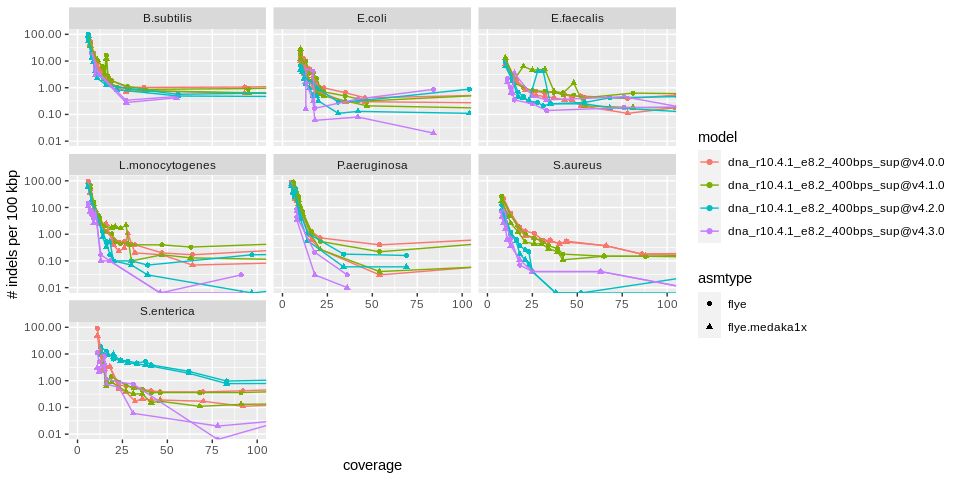 B.subtilis
E.coli
E.faecalis
100.00
10.00
1.00
0.10
0.01
L.monocytogenes
P.aeruginosa
S.aureus
100.00
10.00
1.00
0.10
0.01
0 25 50 75 100
0 25 50 75 100
S.enterica
100.00
10.00
1.00
0.10
0.01
0 25 50 75 100
coverage
# indels per 100 kbp
model
dna_r10.4.1_e8.2_400bps_sup@v4.0.0
dna_r10.4.1_e8.2_400bps_sup@v4.1.0
dna_r10.4.1_e8.2_400bps_sup@v4.2.0
dna_r10.4.1_e8.2_400bps_sup@v4.3.0
asmtype
flye
flye.medaka1x